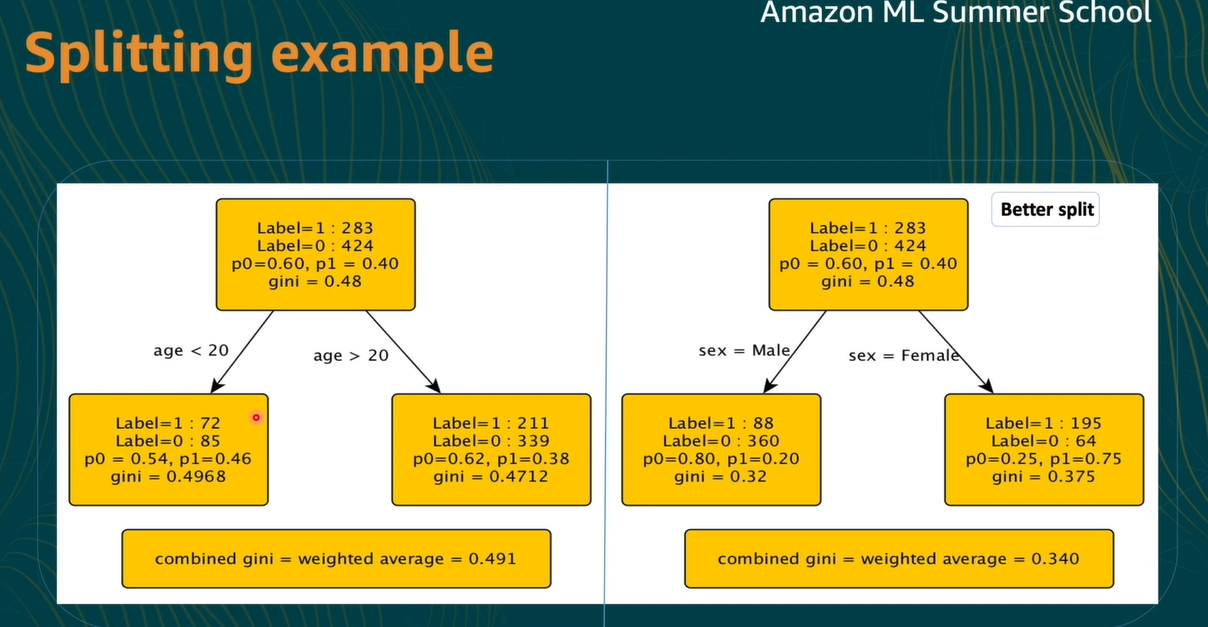 Amazon ML Summer School
Splitting example
Label=1 : 283
Label=0 : 424
p0=0.60, p1 = 0.40
gini = 0.48
age < 20
age > 20
Label=1 : 72
Label=0 : 85
p0 = 0.54, p1=0.46
gini = 0.4968
Label=1 : 211
Label=0 : 339
p0=0.62, p1=0.38
gini = 0.4712
combined gini = weighted average = 0.491
Better split
Label=1 : 283
Label=0 : 424
p0 = 0.60, p1 = 0.40
gini = 0.48
sex = Male
sex = Female
Label=1 : 88
Label=0 : 360
p0=0.80, p1=0.20
gini = 0.32
Label=1 : 195
Label=0 : 64
p0=0.25, p1=0.75
gini = 0.375
combined gini = weighted average = 0.340